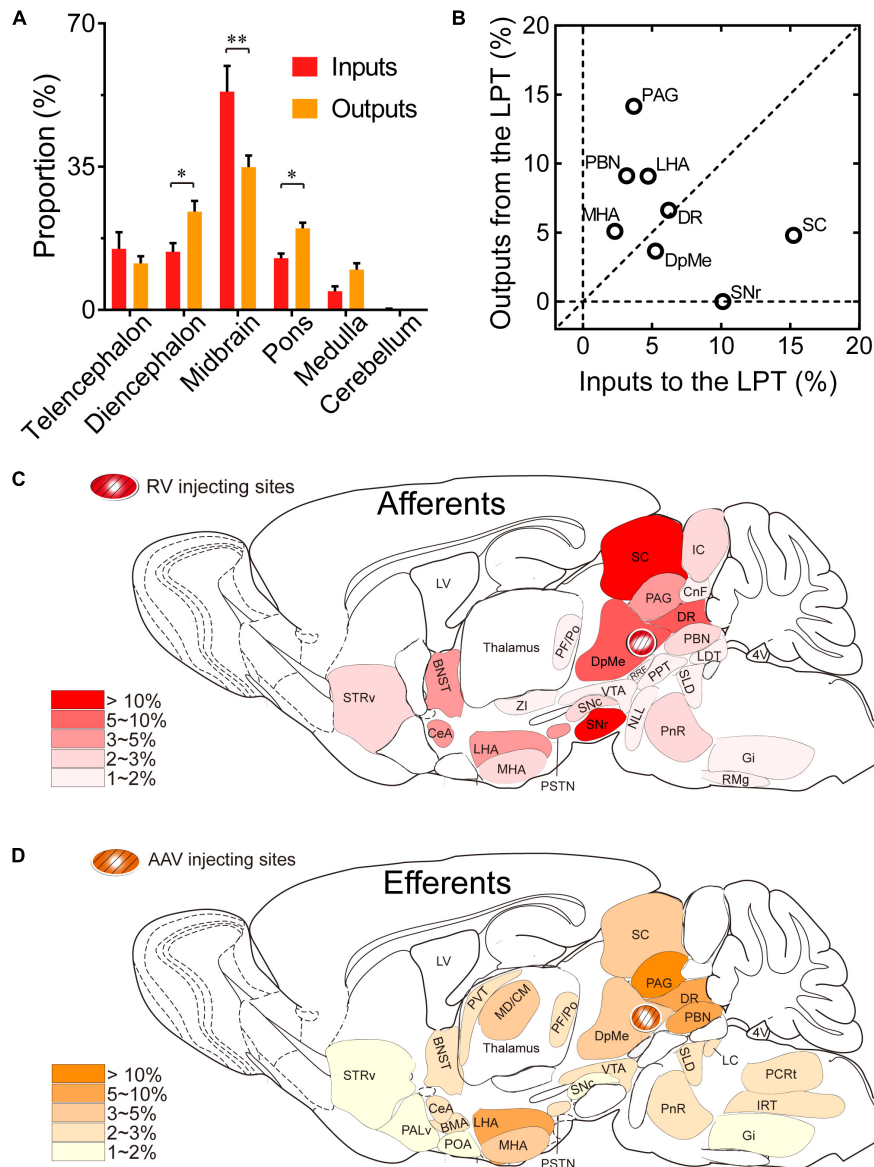 A
70
35
0
Proportion (%)
*
**
*
Inputs
Outputs
Telencephalon
Diencephalon
Midbrain
Pons
Medulla
Cerebellum
B
Outputs from the LPT (%)
20
15
10
5
0
PAG
PBN
LHA
MHA
DR
SC
DpMe
SNr
0
5
10
15
20
Inputs to the LPT (%)
C
RV injecting sites
Afferents
SC
IC
LV
PAG
CnF
DR
Thalamus
PF/Po
PBN
BNST
DpMe
LDT
4V
RRF
PPT
STRv
SLD
VTA
ZI
SNc
NLL
CeA
SNr
PnR
LHA
Gi
MHA
RMg
PSTN
> 10%
5~10%
3~5%
2~3%
1~2%
D
AAV injecting sites
Efferents
SC
LV
PAG
PVT
DR
MD/CM
PF/Po
PBN
DpMe
4V
BNST
Thalamus
LC
SLD
VTA
STRv
SNc
PCRt
CeA
PnR
IRT
BMA
LHA
PALv
POA
MHA
Gi
PSTN
> 10%
5~10%
3~5%
2~3%
1~2%